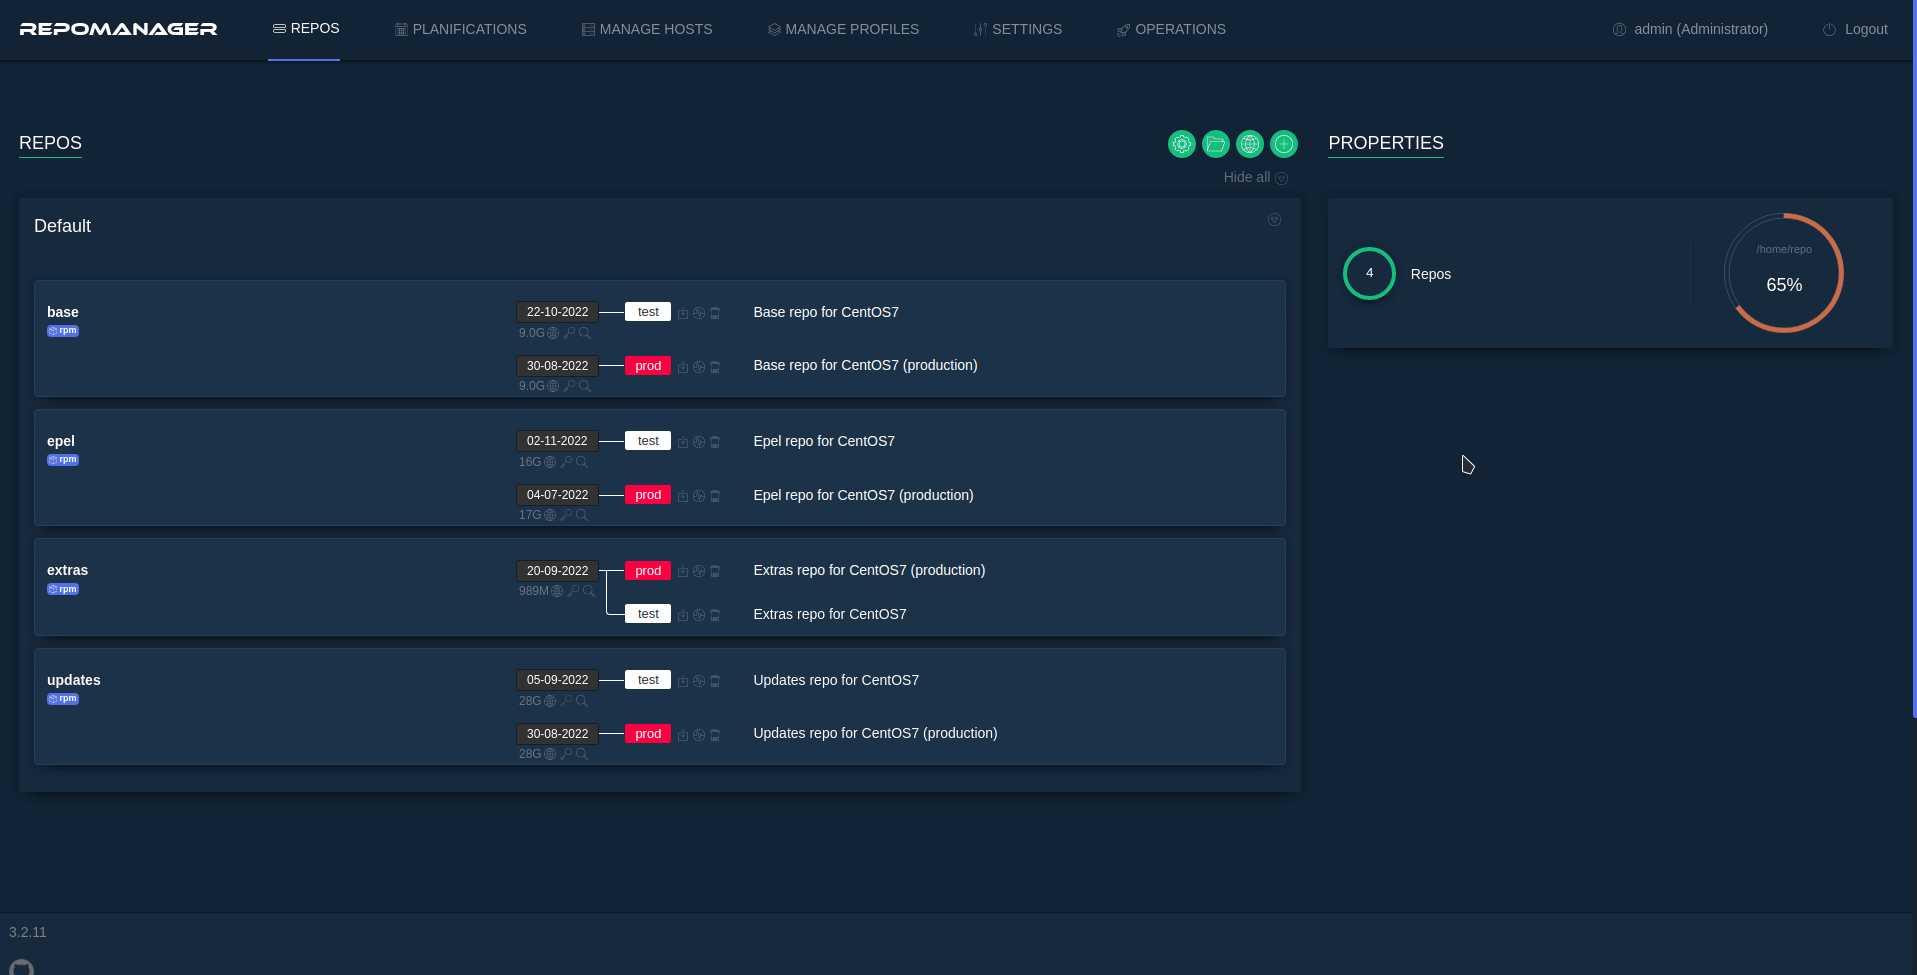 REPOMANAGER
REPOS
PLANIFICATIONS
MANAGE HOSTS
MANAGE PROFILES
SETTINGS
OPERATIONS
admin (Administrator)
Logout
REPOS
Hide all
Default
base
rpm
22-10-2022
test
Base repo for CentOS7
9.0G
30-08-2022
prod
Base repo for CentOS7 (production)
9.0G
epel
rpm
02-11-2022
test
Epel repo for CentOS7
16G
04-07-2022
prod
Epel repo for CentOS7 (production)
17G
extras
rpm
20-09-2022
prod
Extras repo for CentOS7 (production)
989M
test
Extras repo for CentOS7
updates
rpm
05-09-2022
test
Updates repo for CentOS7
28G
30-08-2022
prod
Updates repo for CentOS7 (production)
28G
PROPERTIES
4
Repos
/home/repo
65%
3.2.11